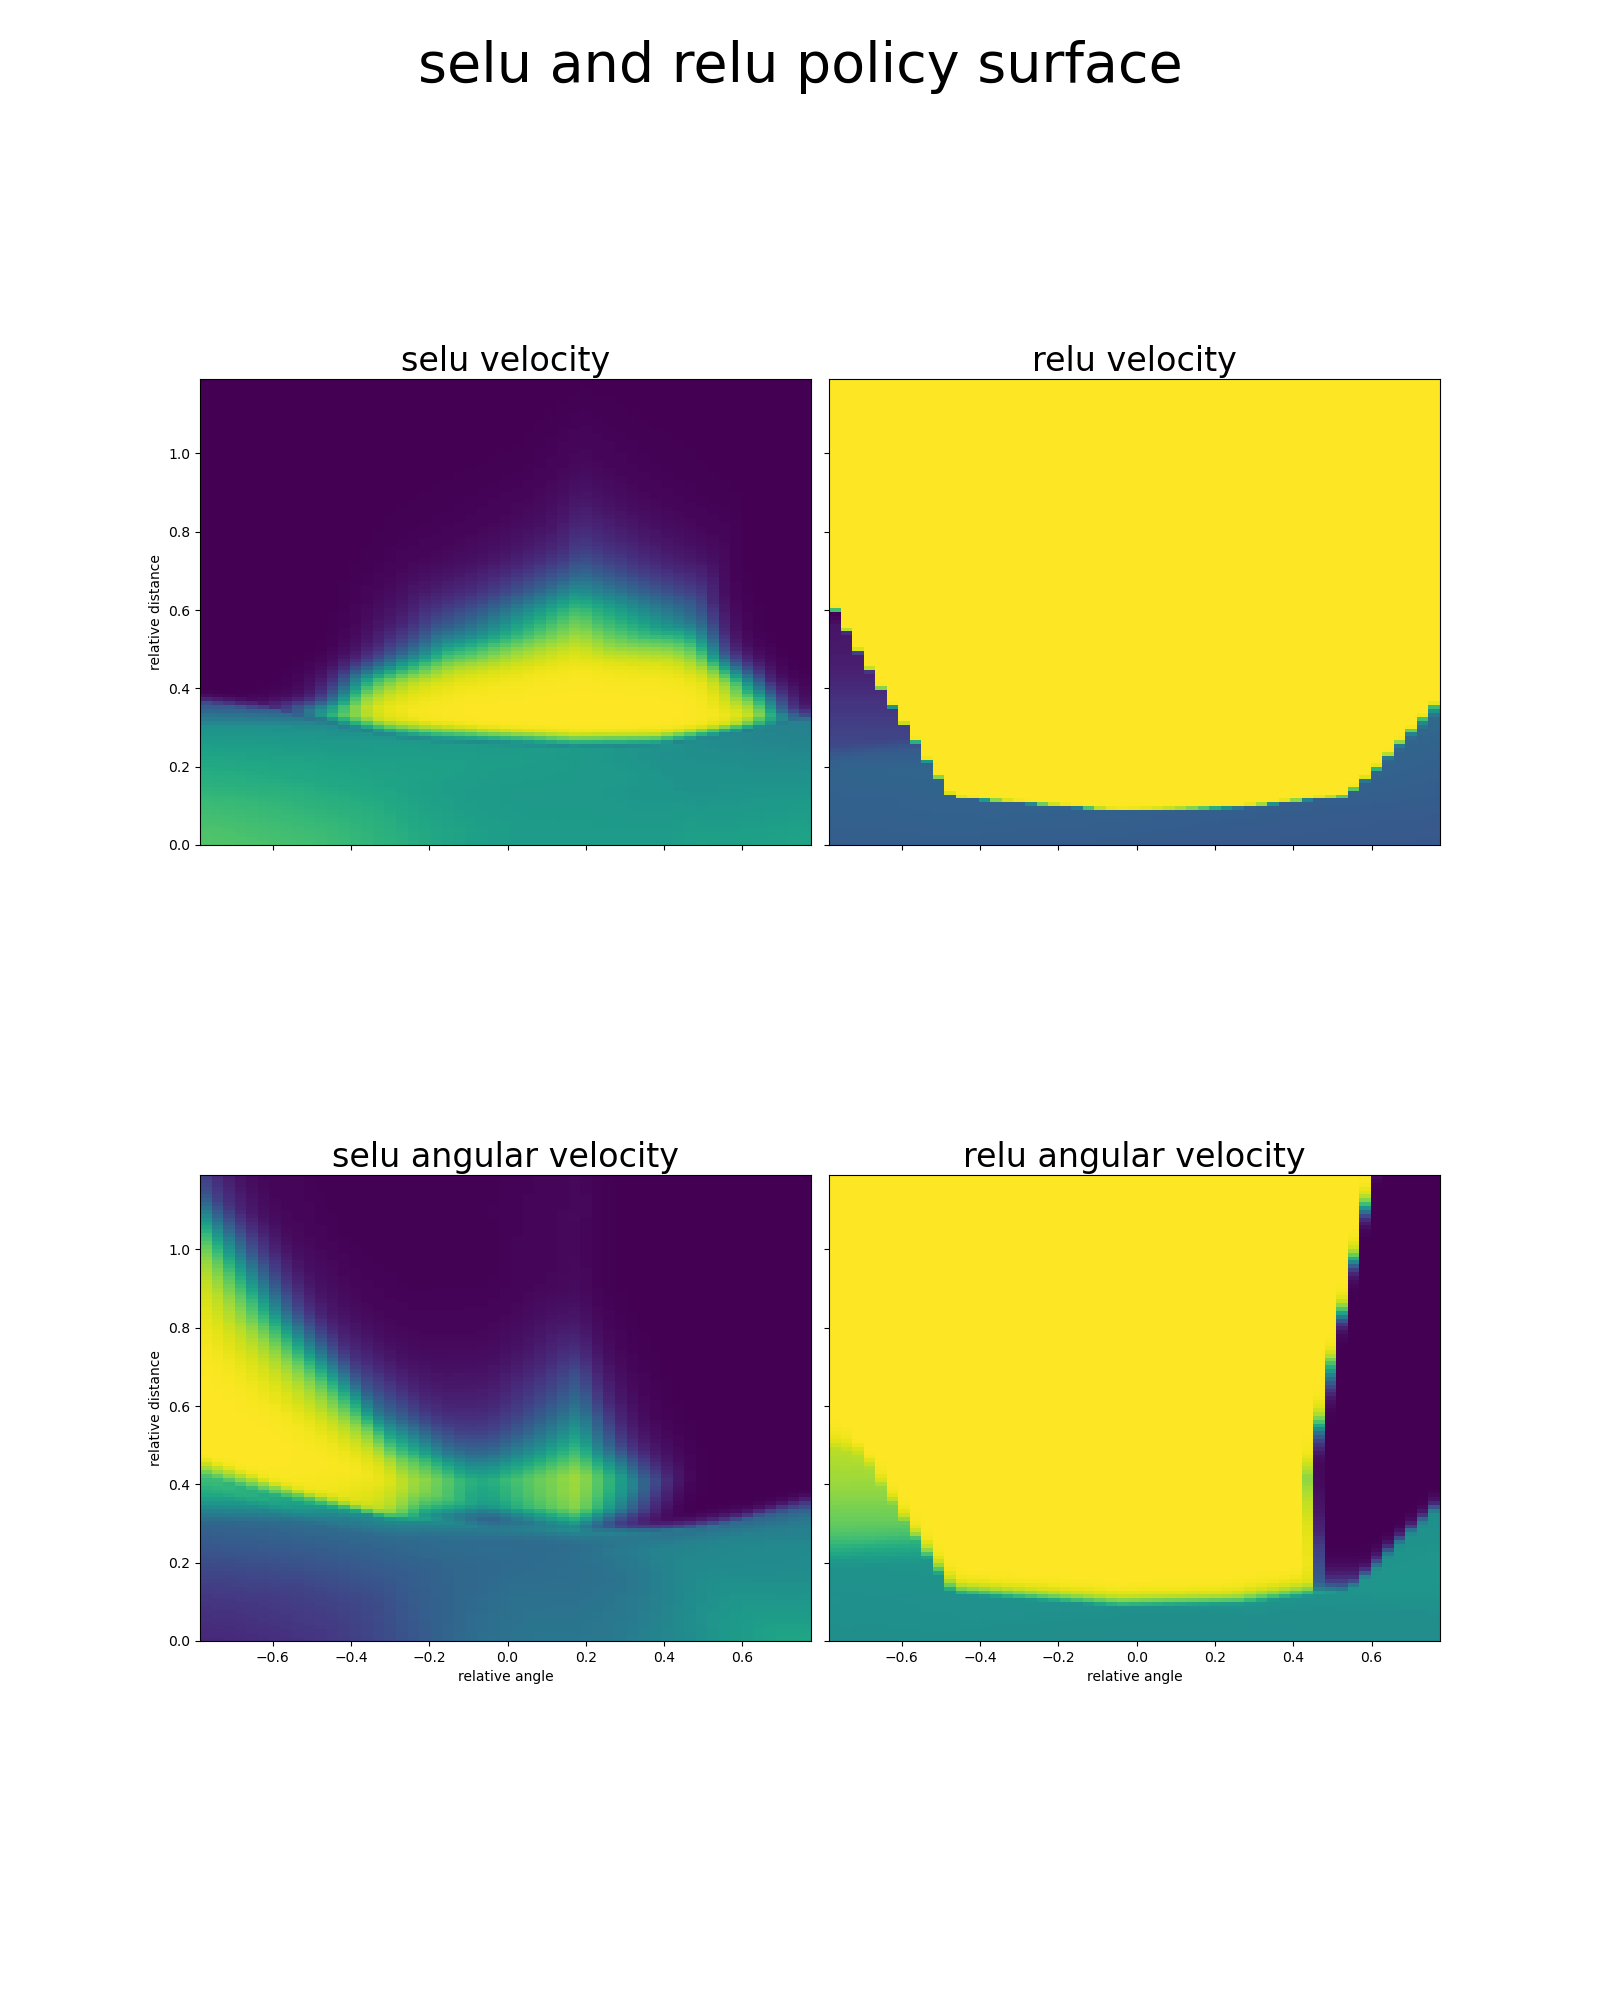 selu and relu policy surface
selu velocity
relu velocity
1.0
0.8
0.6
0.4
0.2
0.0
relative distance
selu angular velocity
relu angular velocity
1.0
0.8
0.6
0.4
0.2
0.0
relative distance
−0.6 −0.4 −0.2 0.0 0.2 0.4 0.6
relative angle
−0.6 −0.4 −0.2 0.0 0.2 0.4 0.6
relative angle